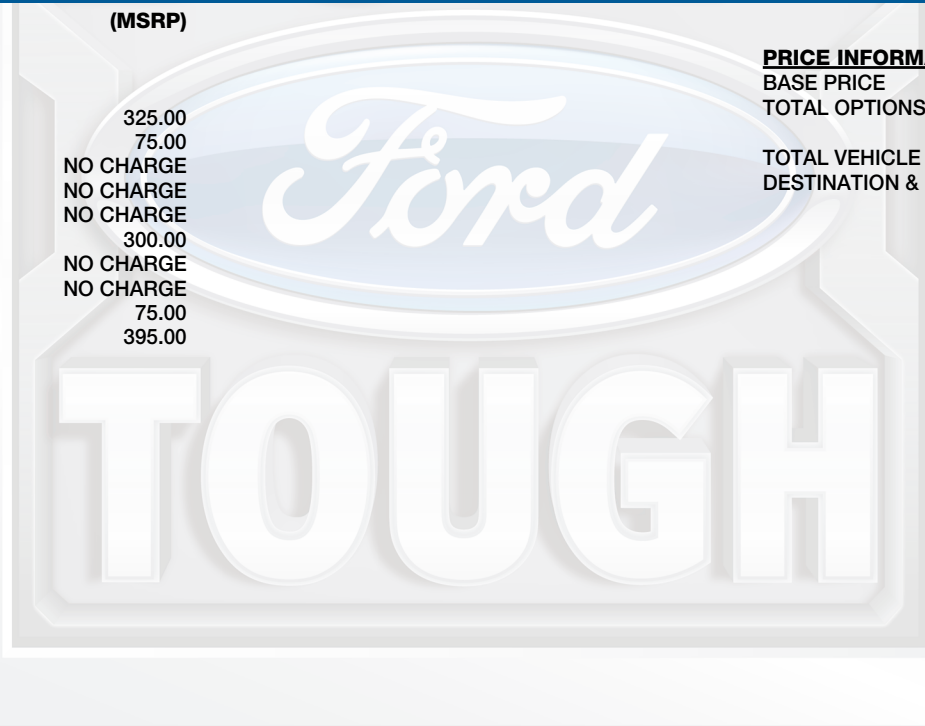 (MSRP)
325.00
75.00
NO CHARGE
NO CHARGE
NO CHARGE
300.00
NO CHARGE
NO CHARGE
75.00
395.00
PRICE INFORMA
BASE PRICE
TOTAL OPTIONS
TOTAL VEHICLE
DESTINATION &
Ford
TOUGH